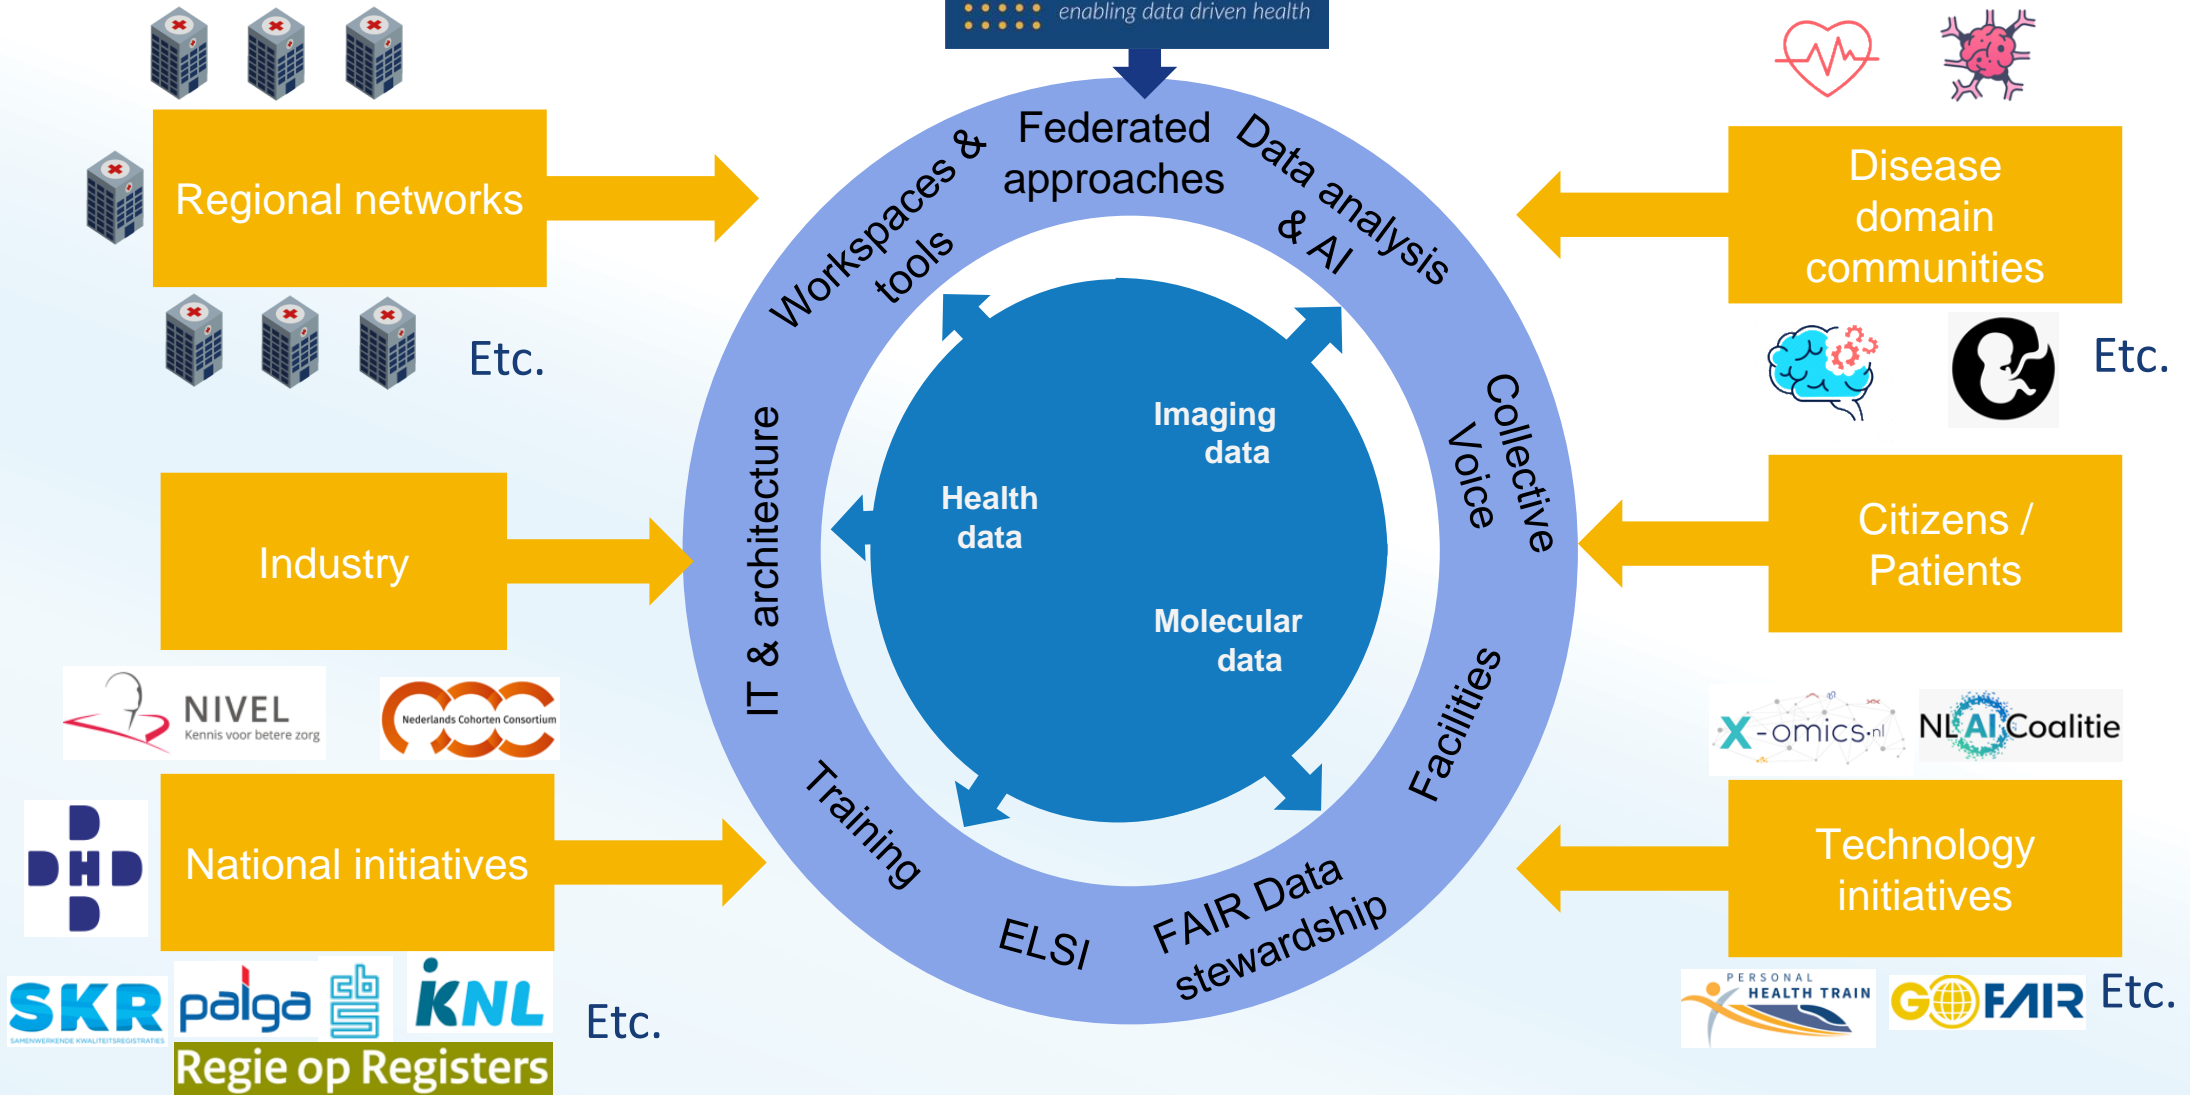 enabling data driven health
Regional networks
Etc.
Industry
NIVEL
Kennis voor betere zorg
Nederlands Cohorten Consortium
D
DHD
D
National initiatives
SKR
SAMENWERKENDE KWALITEITSREGISTRATIES
palga
cbs
iKNL
Regie op Registers
Etc.
Workspaces &
tools
Federated
approaches
Data analysis
& AI
Collective
Voice
Facilities
FAIR Data
stewardship
ELSI
Training
IT & architecture
Imaging
data
Health
data
Molecular
data
Disease
domain
communities
Etc.
Citizens /
Patients
X-omics.nl
NL AI Coalitie
Technology
initiatives
PERSONAL
HEALTH TRAIN
GO FAIR
Etc.